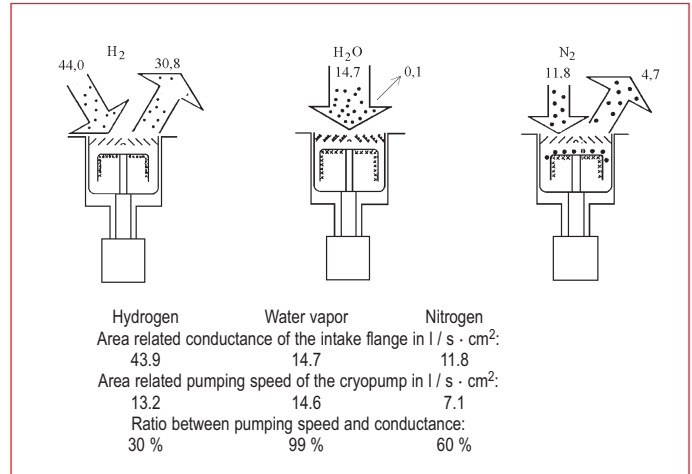 H2 H2O N2
44,0 30,8 14.7 0,1 11.8 4,7
Hydrogen Water vapor Nitrogen
Area related conductance of the intake flange in l / s · cm2:
43.9 14.7 11.8
Area related pumping speed of the cryopump in l / s · cm2:
13.2 14.6 7.1
Ratio between pumping speed and conductance:
30 % 99 % 60 %